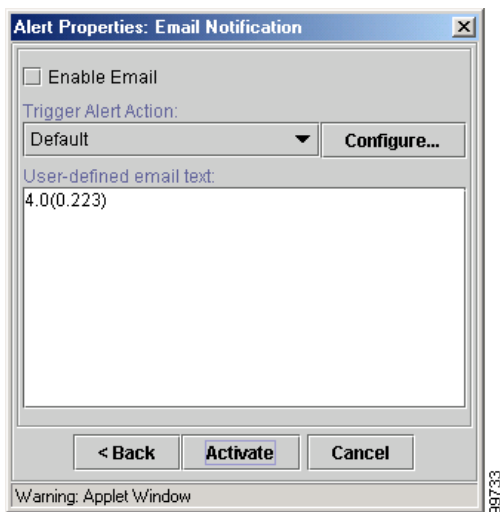 Alert Properties: Email Notification
Enable Email
Trigger Alert Action:
Default
Configure...
User-defined email text:
4.0(0.223)
< Back
Activate
Cancel
Warning: Applet Window
99733